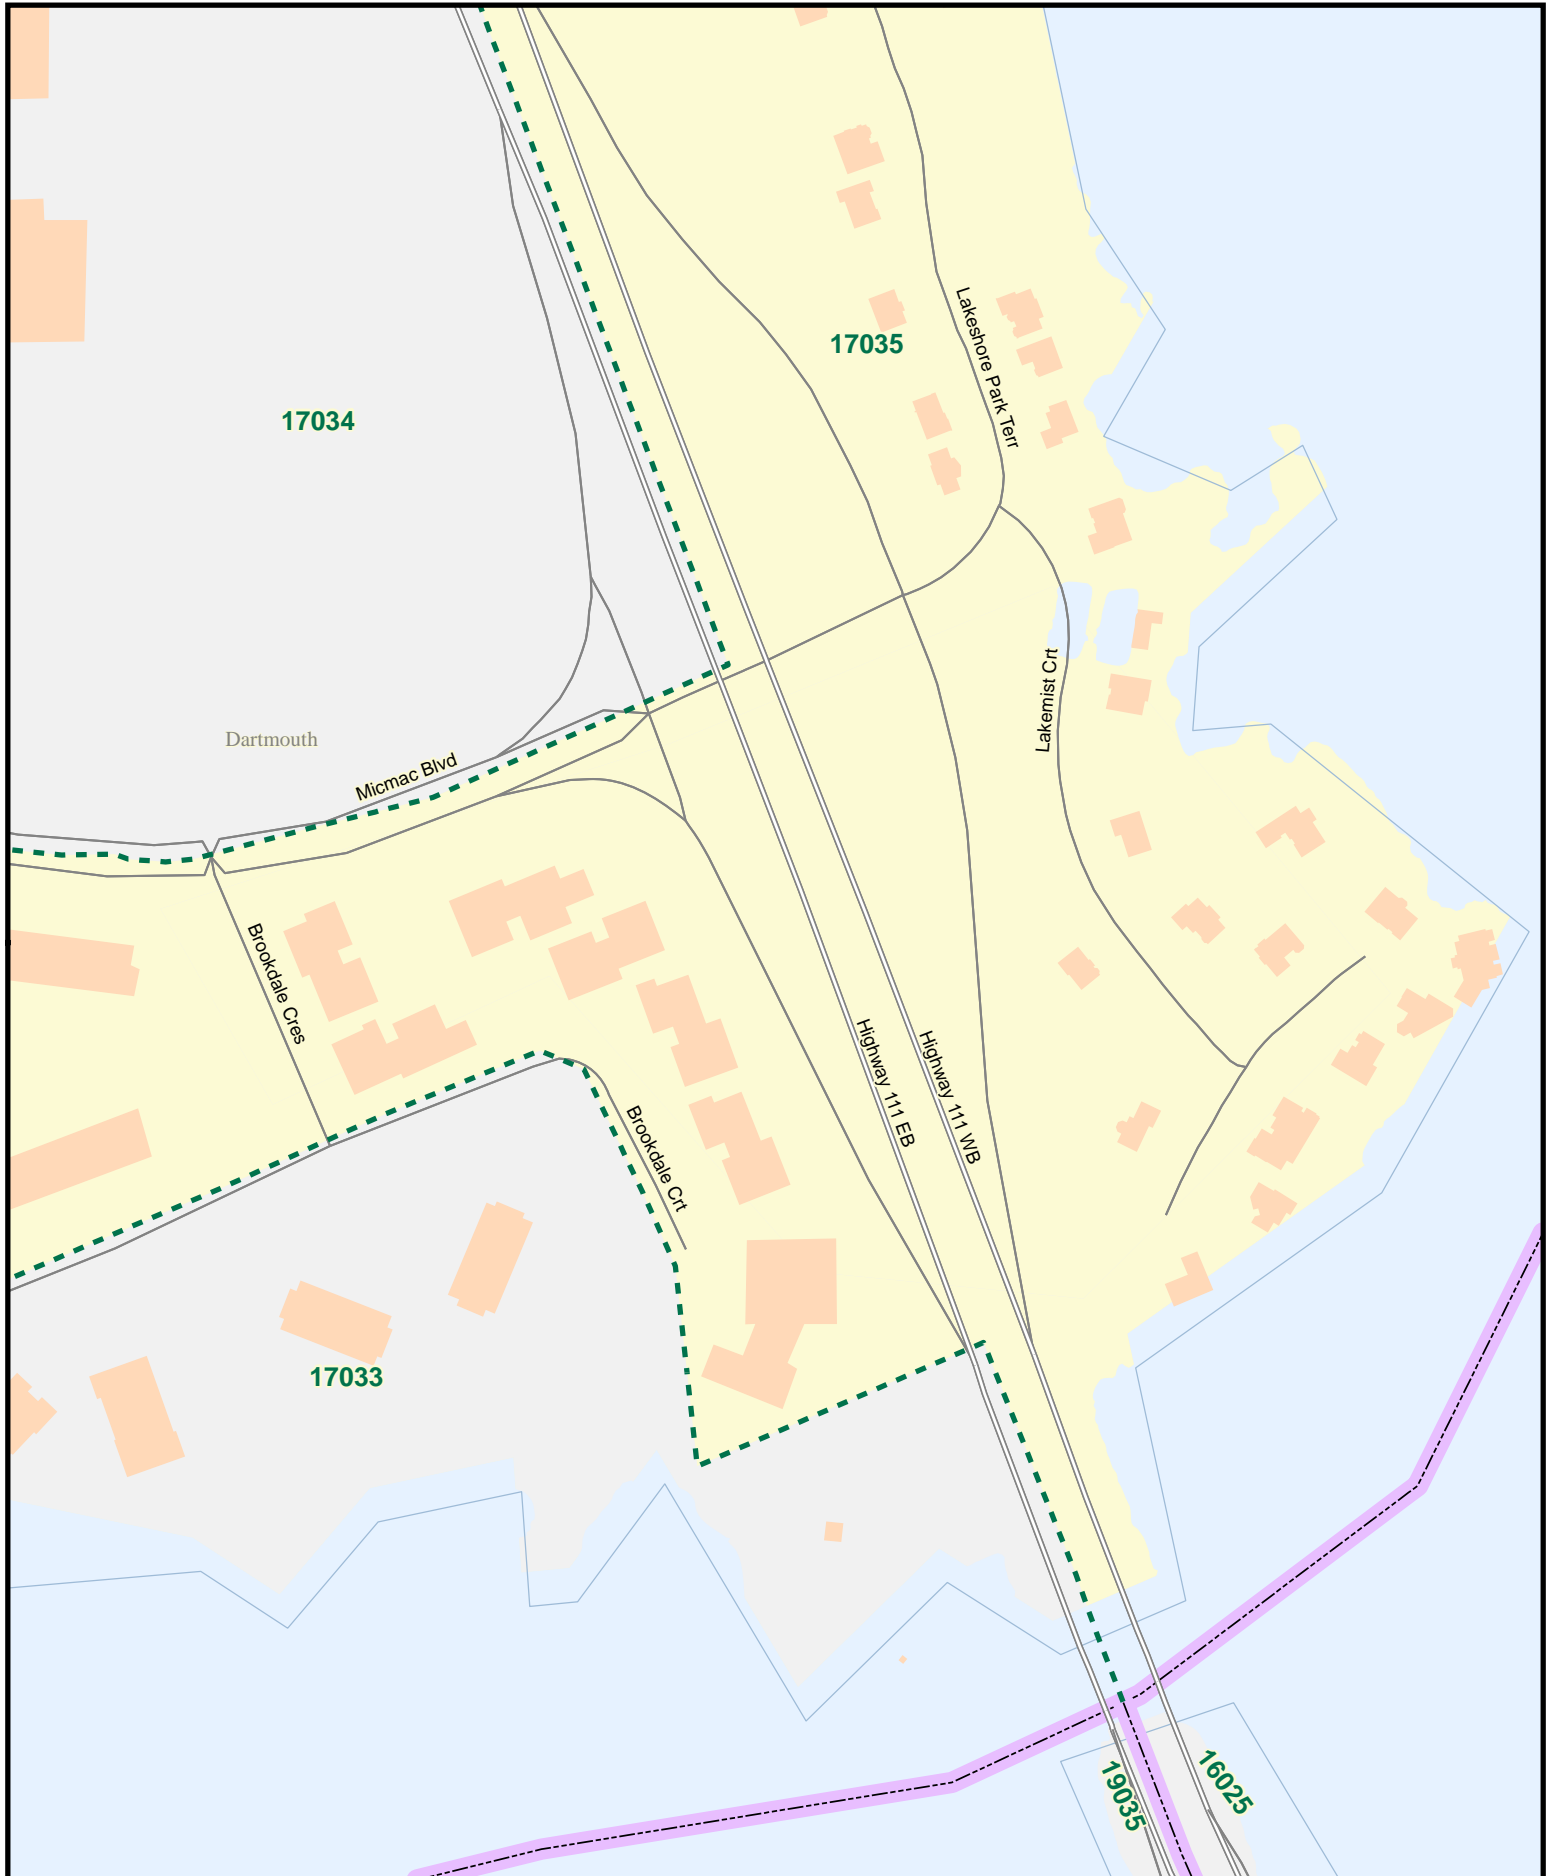 Lakeshore Park Terr
17035
17034
Lakemist Crt
Dartmouth
Micmac Blvd
Brookdale Cres
Highway 111 EB
Highway 111 WB
Brookdale Crt
17033
19035
16025